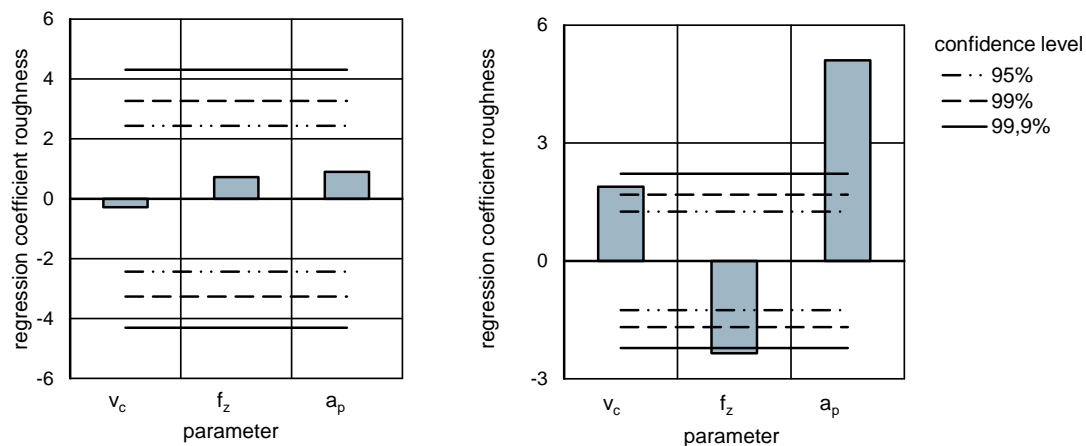 regression coefficient roughness
6
4
2
0
-2
-4
-6
v_c f_z a_p
parameter
regression coefficient roughness
6
3
0
-3
v_c f_z a_p
parameter
confidence level
95%
99%
99,9%